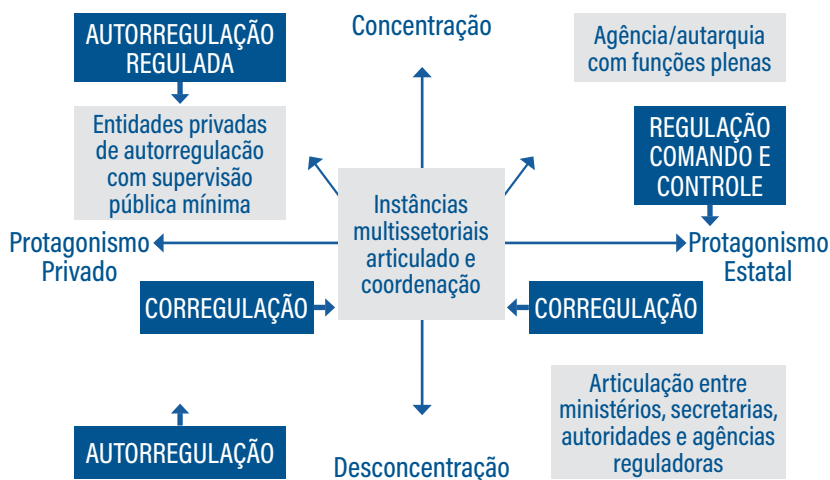 AUTORREGULAÇÃO
REGULADA
Concentração
Agência/autarquia
com funções plenas
Entidades privadas
de autorregulacão
com supervisão
pública mínima
REGULAÇÃO
COMANDO E
CONTROLE
Instâncias
multissetoriais
articulado e
coordenação
Protagonismo
Privado
Protagonismo
Estatal
CORREGULAÇÃO
CORREGULAÇÃO
Articulação entre
ministérios, secretarias,
autoridades e agências
reguladoras
AUTORREGULAÇÃO
Desconcentração